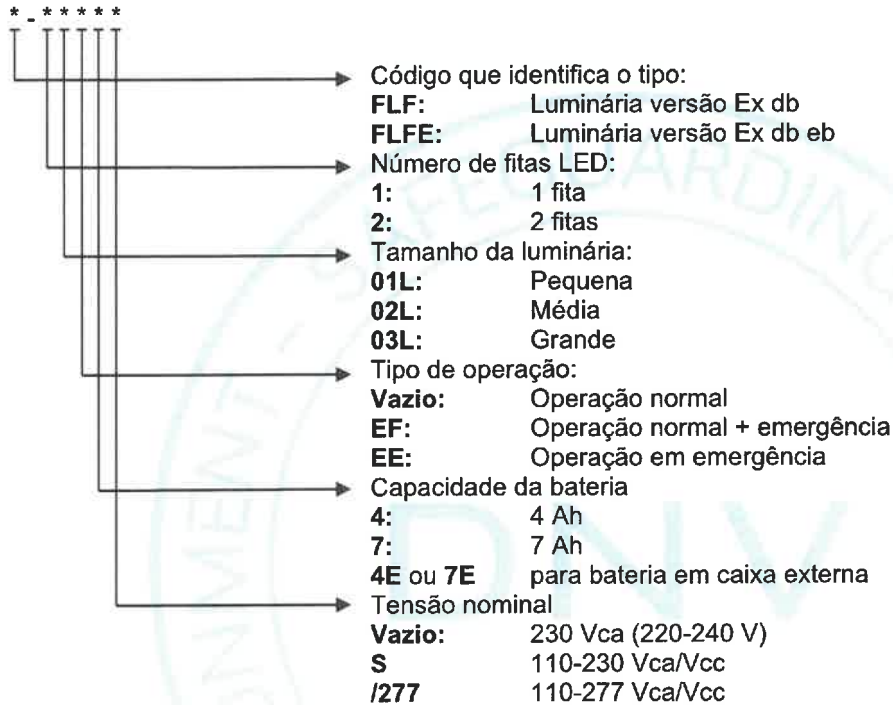 * - * * * * *
Código que identifica o tipo:
FLF: Luminária versão Ex db
FLFE: Luminária versão Ex db eb
Número de fitas LED:
1: 1 fita
2: 2 fitas
Tamanho da luminária:
01L: Pequena
02L: Média
03L: Grande
Tipo de operação:
Vazio: Operação normal
EF: Operação normal + emergência
EE: Operação em emergência
Capacidade da bateria
4: 4 Ah
7: 7 Ah
4E ou 7E para bateria em caixa externa
Tensão nominal
Vazio: 230 Vca (220-240 V)
S 110-230 Vca/Vcc
/277 110-277 Vca/Vcc
DNV